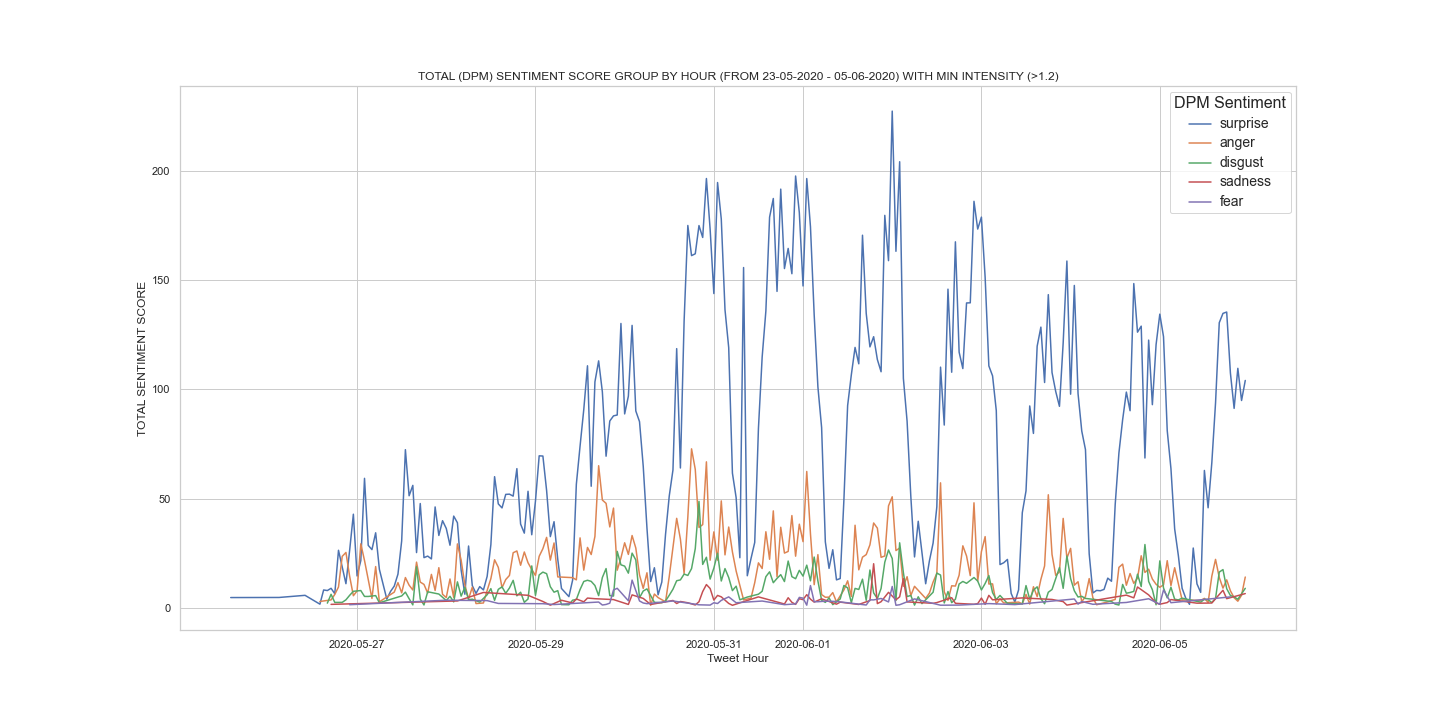 TOTAL (DPM) SENTIMENT SCORE GROUP BY HOUR (FROM 23-05-2020 - 05-06-2020) WITH MIN INTENSITY (>1.2)
DPM Sentiment
surprise
anger
disgust
sadness
fear
TOTAL SENTIMENT SCORE
200
150
100
50
0
2020-05-27 2020-05-29 2020-05-31 2020-06-01 2020-06-03 2020-06-05
Tweet Hour